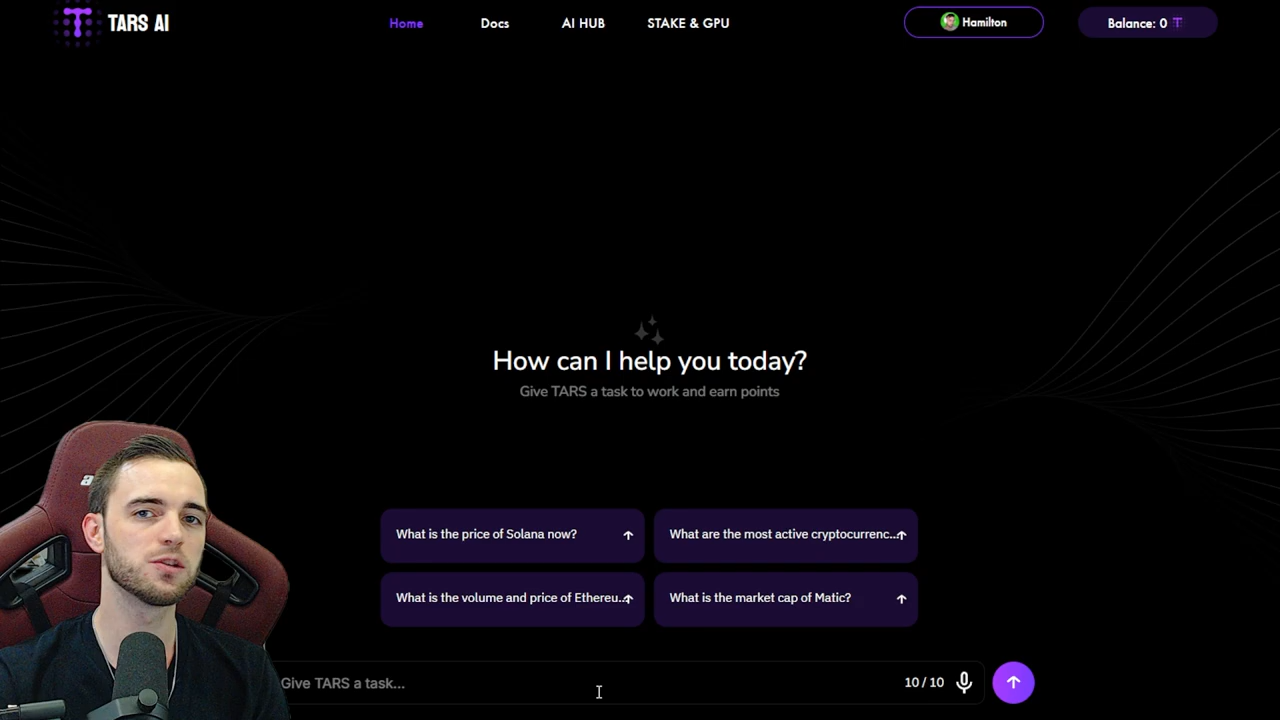 TARS AI
Home
Docs
AI HUB
STAKE & GPU
Hamilton
Balance: 0
How can I help you today?
Give TARS a task to work and earn points
What is the price of Solana now?
What are the most active cryptocurrenc...
What is the volume and price of Ethereu...
What is the market cap of Matic?
Give TARS a task...
10 / 10